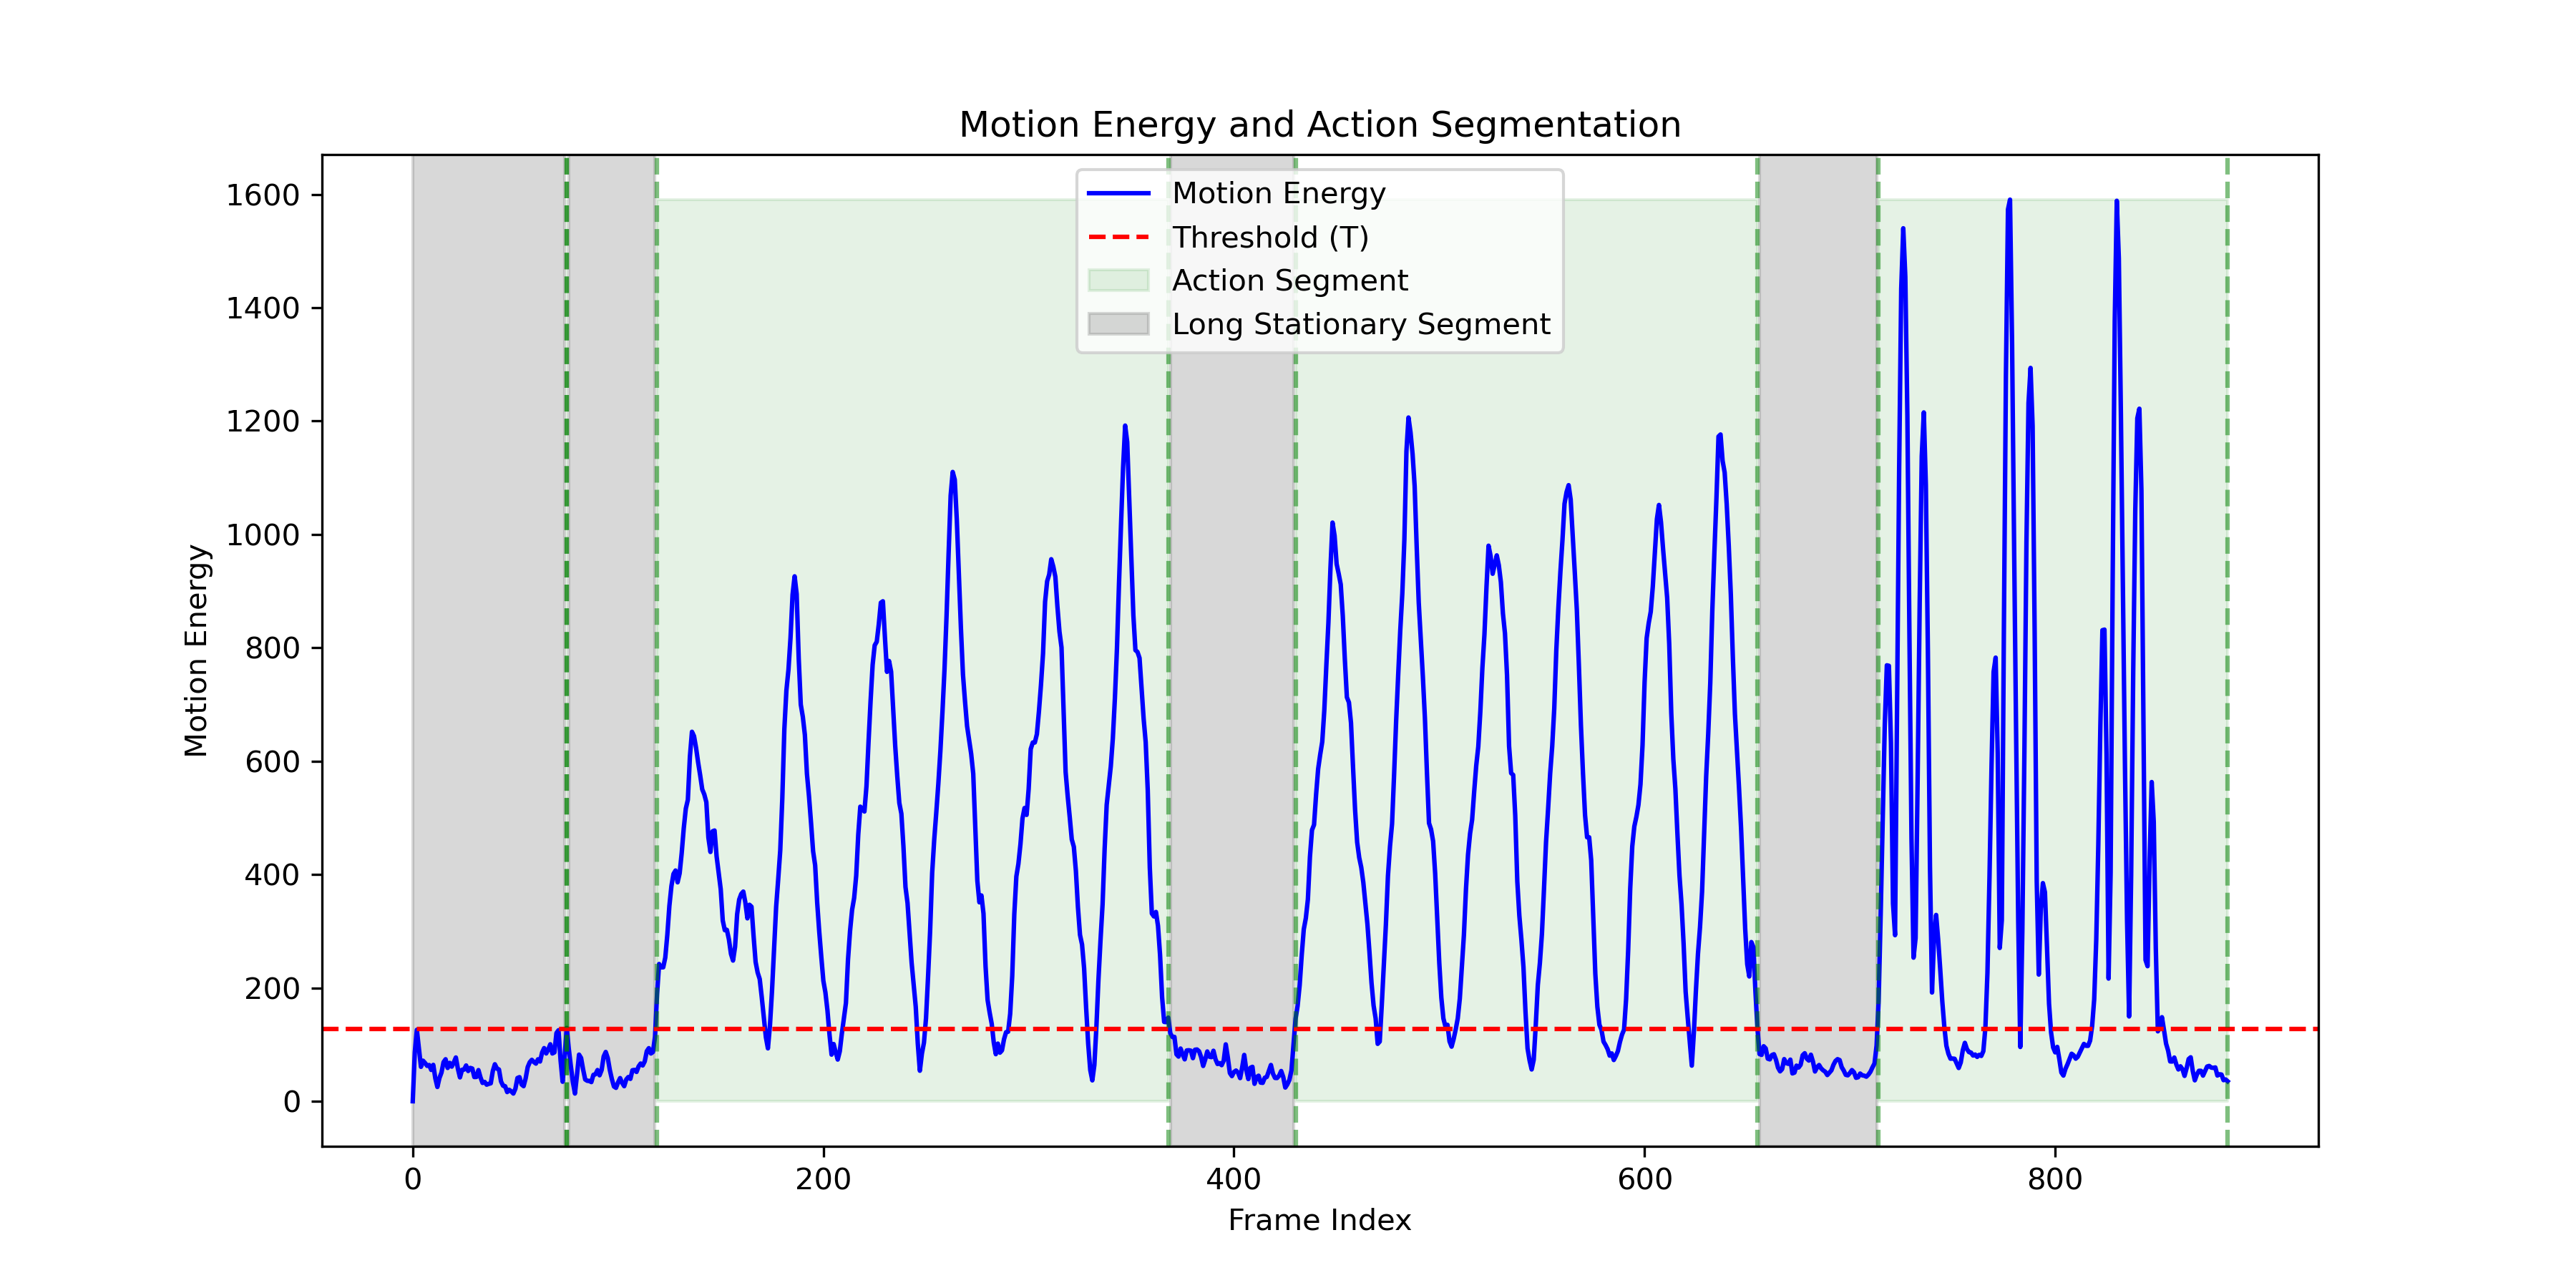 Motion Energy and Action Segmentation
Motion Energy
Threshold (T)
Action Segment
Long Stationary Segment
1600
1400
1200
1000
800
600
400
200
0
Motion Energy
0 200 400 600 800
Frame Index